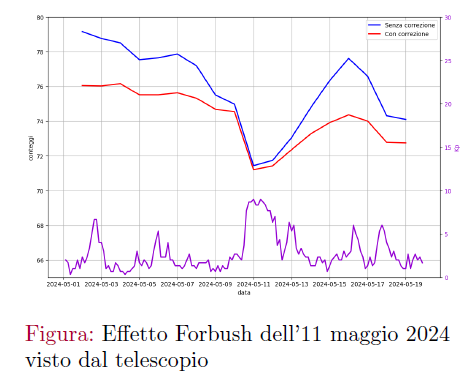 80
30
Senza correzione
Con correzione
78
25
76
20
74
conteggi
15
Kp
72
10
70
68
5
66
0
2024-05-01 2024-05-03 2024-05-05 2024-05-07 2024-05-09 2024-05-11 2024-05-13 2024-05-15 2024-05-17 2024-05-19
data
Figura: Effetto Forbush dell'11 maggio 2024
visto dal telescopio